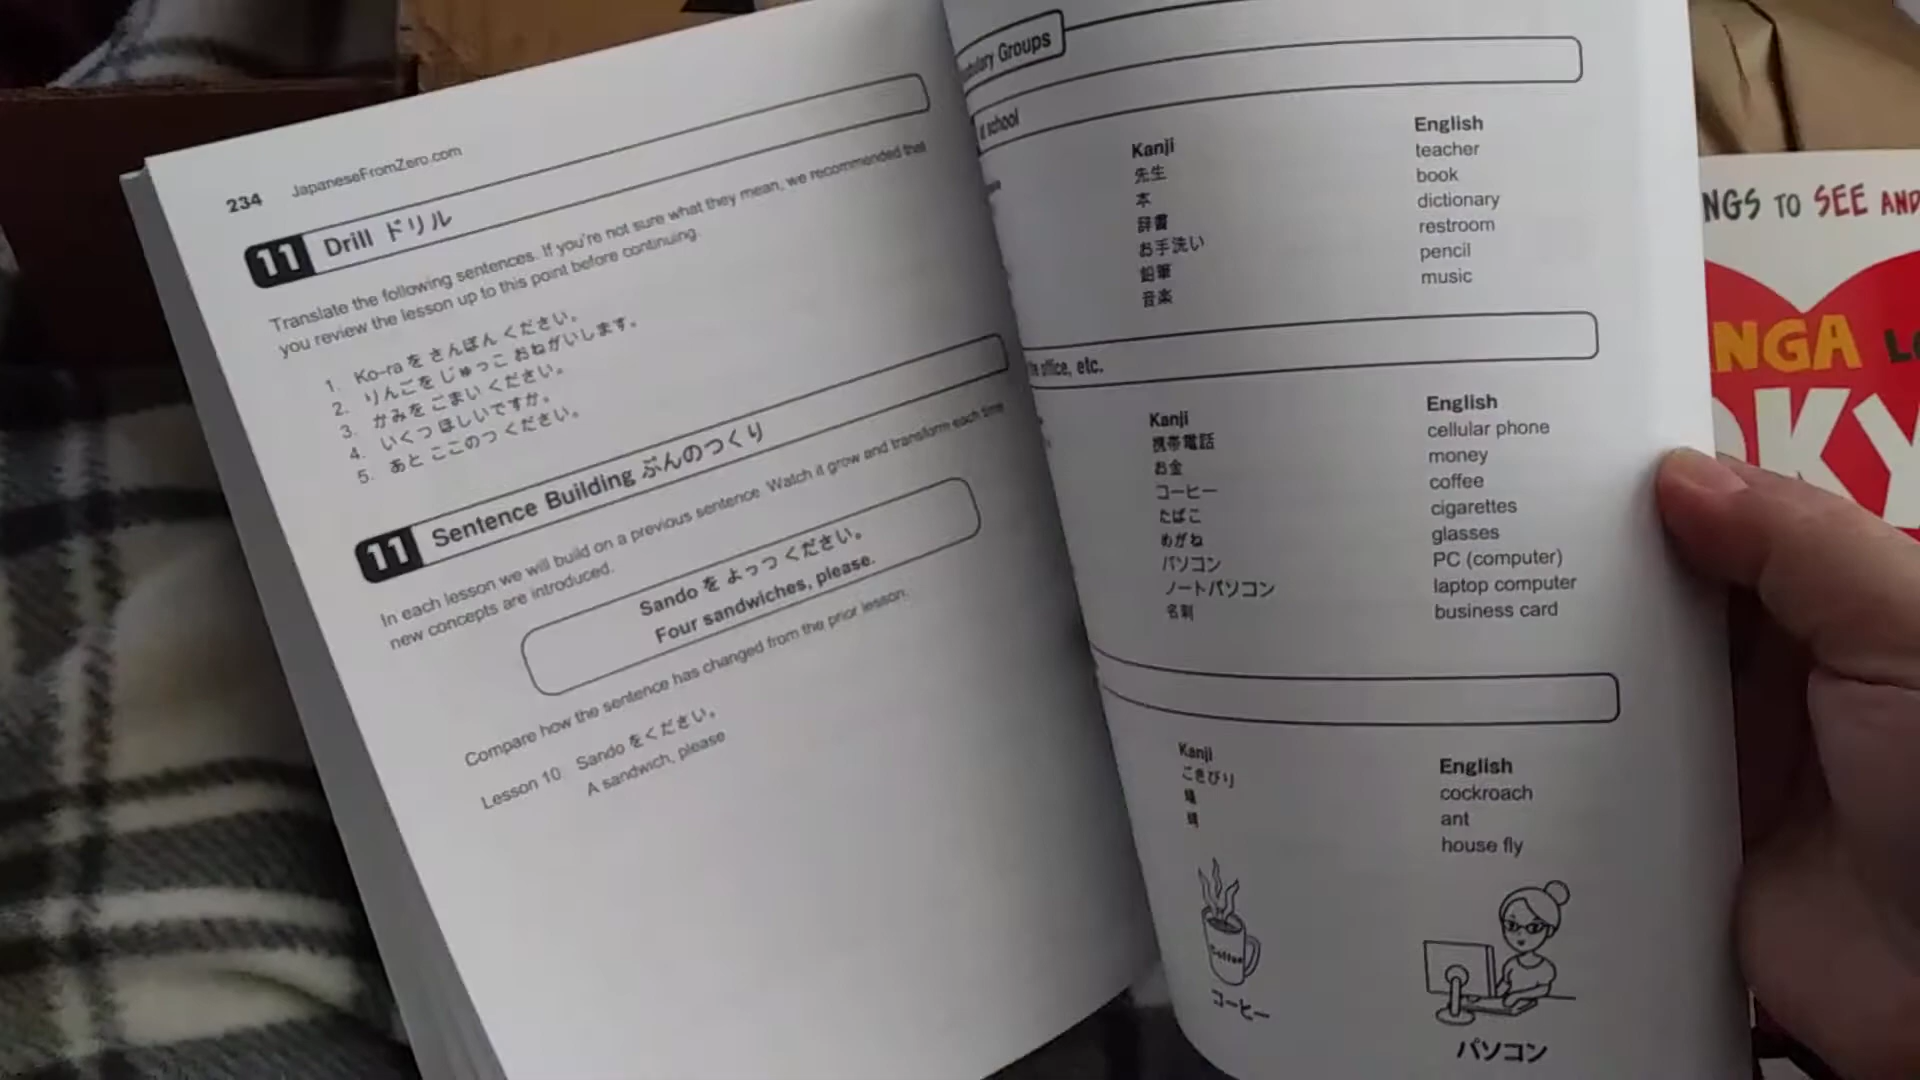 234 JapaneseFromZero.com
11 Drill ドリル
Translate the following sentences. If you're not sure what they mean, we recommended that
you review the lesson up to this point before continuing.
1. Ko-ra を さんぼん ください。
2. りんごを じゅっこ おねがいします。
3. かみを ごまい ください。
4. いくつ ほしいですか。
5. あと ここのつ ください。
11 Sentence Building ぶんのつくり
In each lesson we will build on a previous sentence. Watch it grow and transform each time
new concepts are introduced.
Sando を よっつ ください。
Four sandwiches, please.
Compare how the sentence has changed from the prior lesson.
Lesson 10 Sando をください。
A sandwich, please
Groups
school
Kanji English
先生 teacher
本 book
辞書 dictionary
お手洗い restroom
鉛筆 pencil
音楽 music
office, etc.
Kanji English
携帯電話 cellular phone
お金 money
コーヒー coffee
たばこ cigarettes
めがね glasses
パソコン PC (computer)
ノートパソコン laptop computer
名刺 business card
Kanji English
ごきぶり cockroach
ant
house fly
Coffee
コーヒー
パソコン
NGS TO SEE AND
NGA
OKY